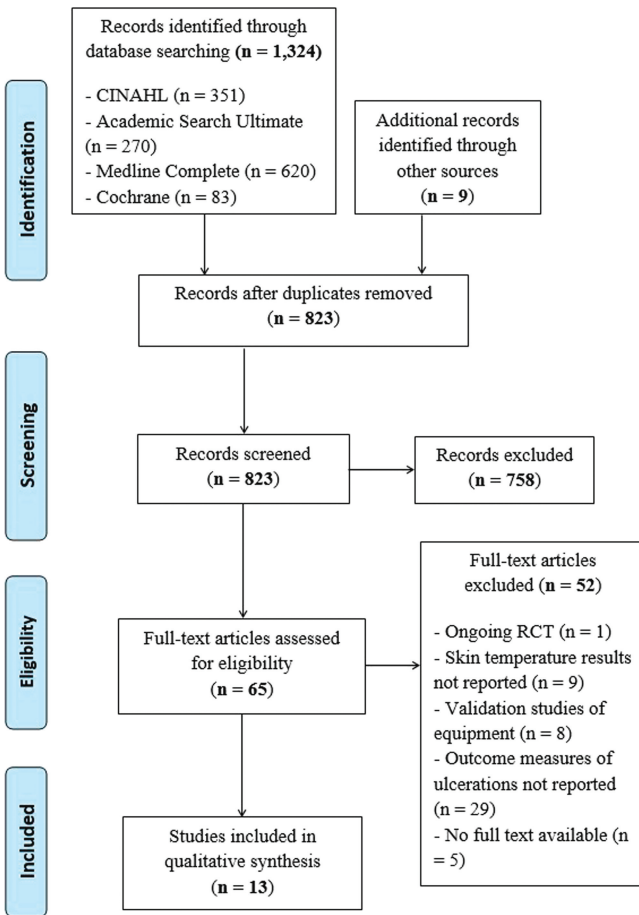 Identification
Records identified through
database searching (n = 1,324)
- CINAHL (n = 351)
- Academic Search Ultimate
(n = 270)
- Medline Complete (n = 620)
- Cochrane (n = 83)
Additional records
identified through
other sources
(n = 9)
Records after duplicates removed
(n = 823)
Screening
Records screened
(n = 823)
Records excluded
(n = 758)
Eligibility
Full-text articles assessed
for eligibility
(n = 65)
Full-text articles
excluded (n = 52)
- Ongoing RCT (n = 1)
- Skin temperature results
not reported (n = 9)
- Validation studies of
equipment (n = 8)
- Outcome measures of
ulcerations not reported
(n = 29)
- No full text available (n
= 5)
Included
Studies included in
qualitative synthesis
(n = 13)